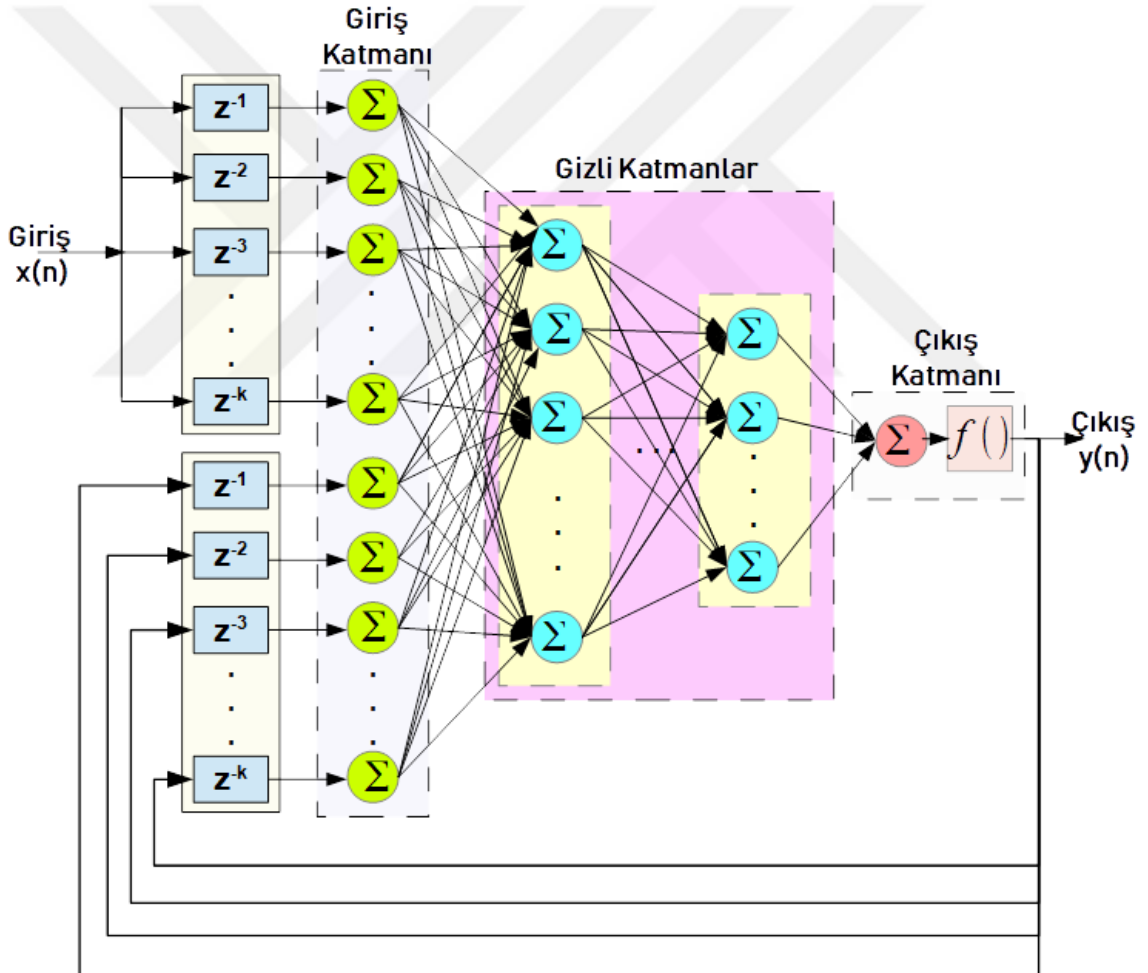 Giriş
Katmanı
z⁻¹
Σ
z⁻²
Σ
Gizli Katmanlar
Giriş
x(n)
z⁻³
Σ
Σ
.
.
.
.
.
.
Σ
Σ
Çıkış
Katmanı
z⁻ᵏ
Σ
Σ
Σ
...
Σ
f ()
Çıkış
y(n)
z⁻¹
Σ
.
.
.
.
.
.
z⁻²
Σ
Σ
z⁻³
Σ
Σ
.
.
.
.
.
.
z⁻ᵏ
Σ